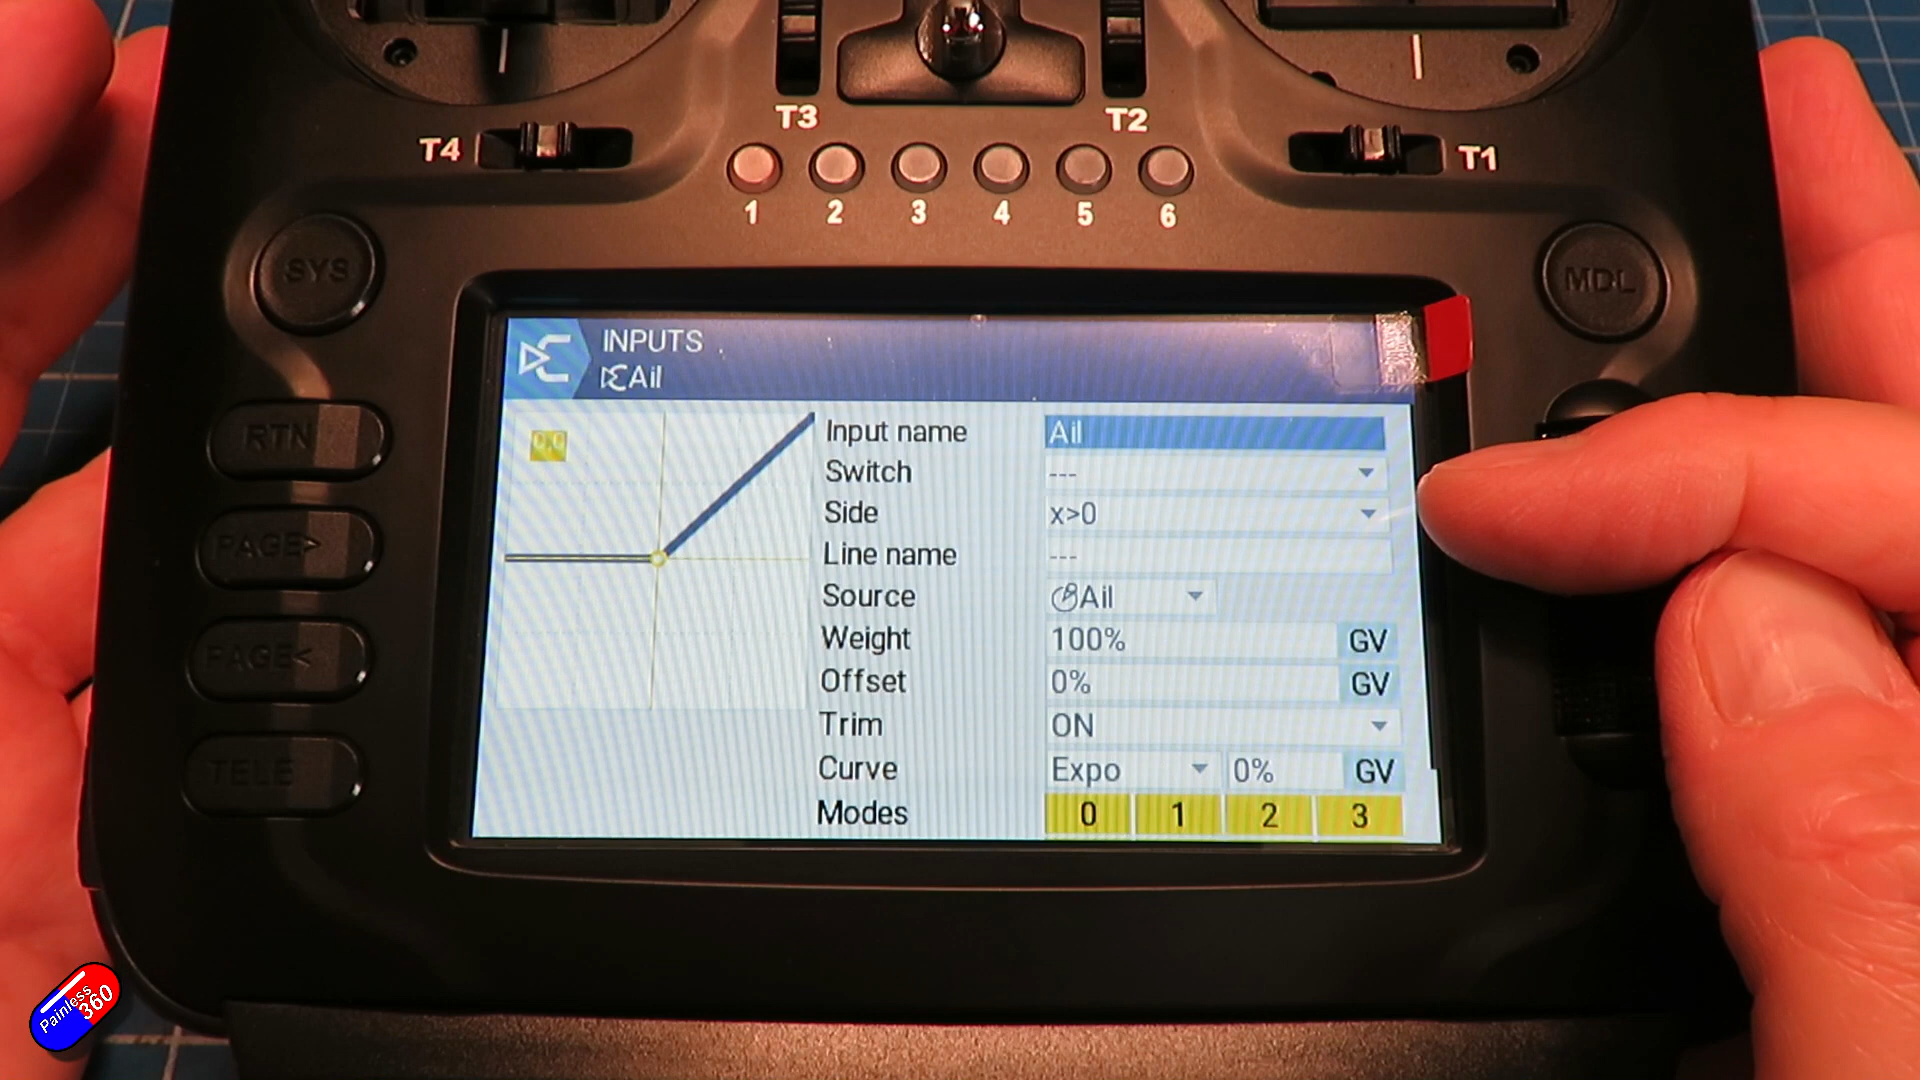 T3 T2
T4 T1
1 2 3 4 5 6
SYS MDL
INPUTS
Ail
RTN
PAGE>
PAGE<
TELE
0.0
Input name Ail
Switch ---
Side x>0
Line name ---
Source Ail
Weight 100% GV
Offset 0% GV
Trim ON
Curve Expo 0% GV
Modes 0 1 2 3
Painless
360